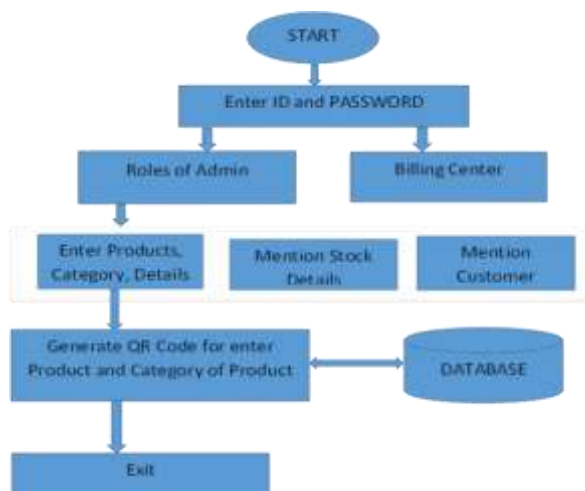 START
Enter ID and PASSWORD
Roles of Admin
Billing Center
Enter Products,
Category, Details
Mention Stock
Details
Mention
Customer
Generate QR Code for enter
Product and Category of Product
DATABASE
Exit